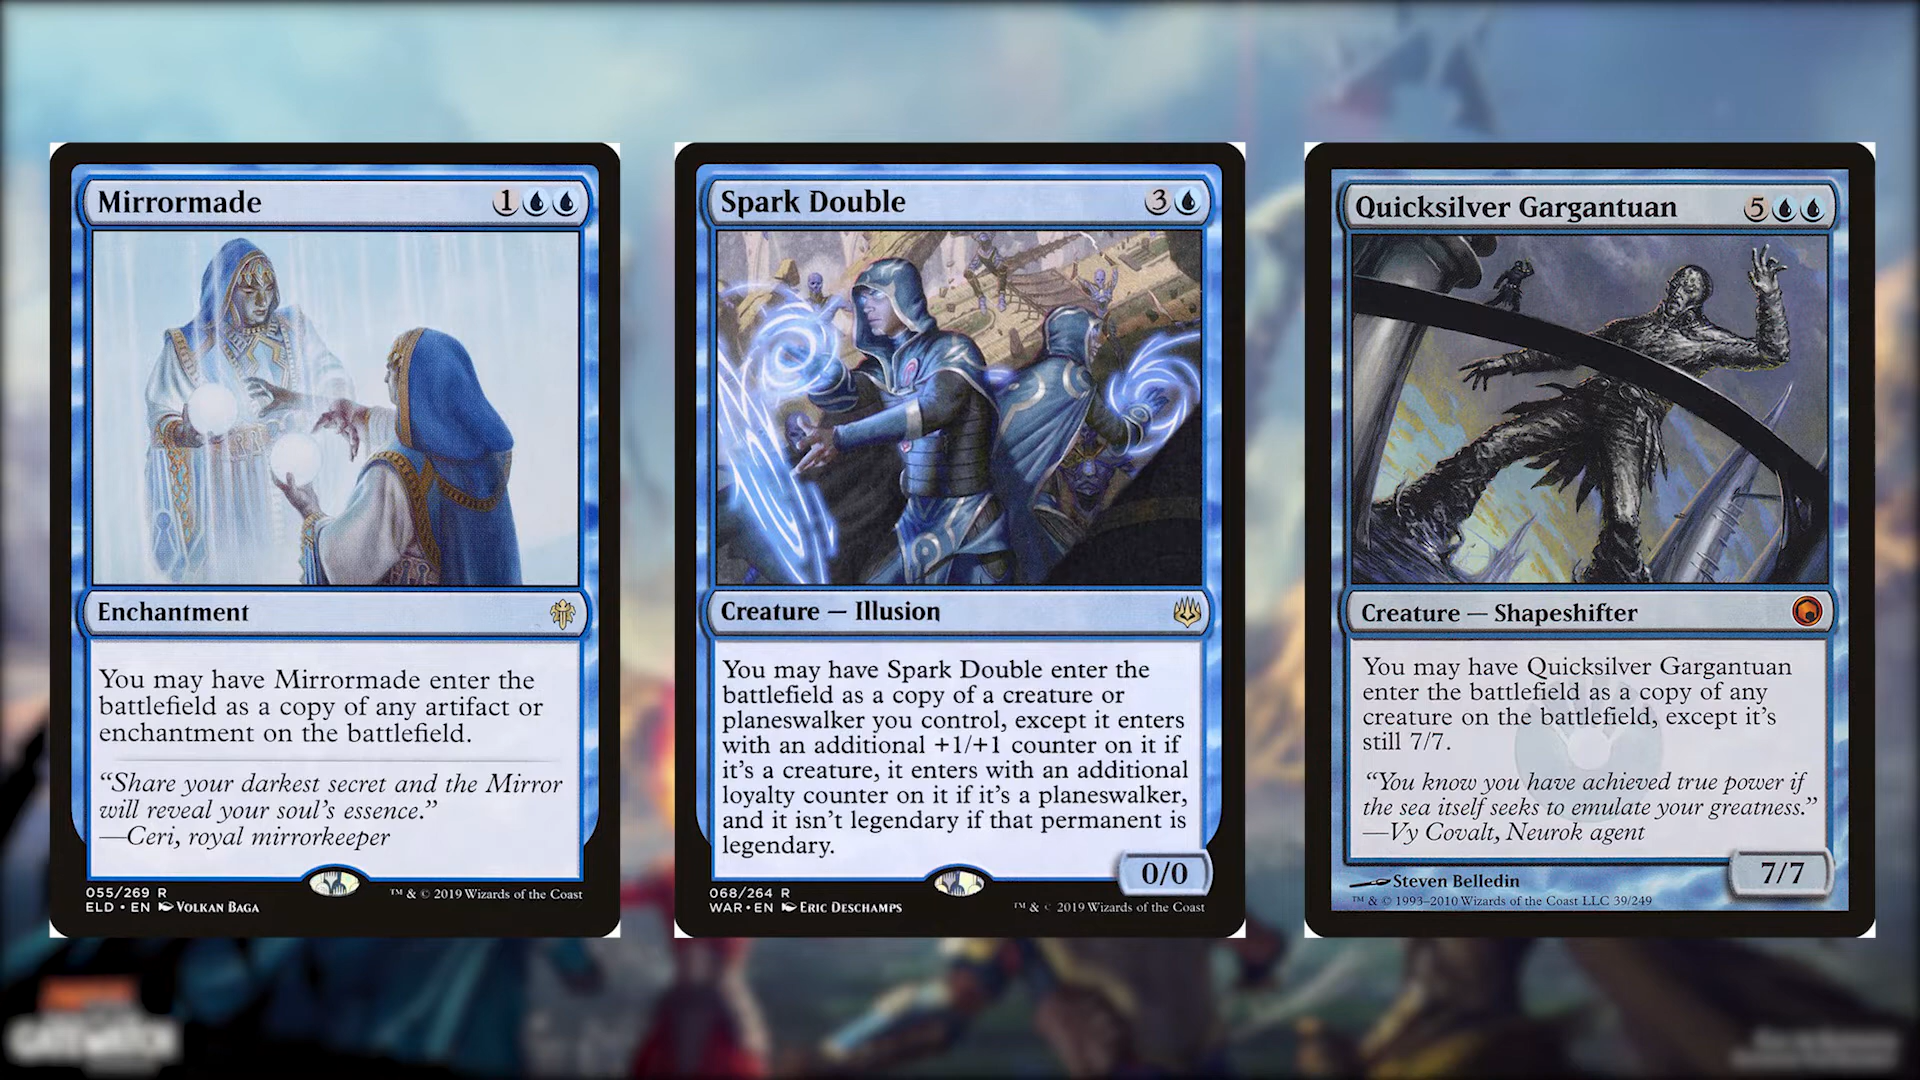 Mirrormade 1
Enchantment
You may have Mirrormade enter the
battlefield as a copy of any artifact or
enchantment on the battlefield.
“Share your darkest secret and the Mirror
will reveal your soul’s essence.”
—Ceri, royal mirrorkeeper
055/269 R
ELD • EN VOLKAN BAGA
™ & © 2019 Wizards of the Coast
Spark Double 3
Creature — Illusion
You may have Spark Double enter the
battlefield as a copy of a creature or
planeswalker you control, except it enters
with an additional +1/+1 counter on it if
it’s a creature, it enters with an additional
loyalty counter on it if it’s a planeswalker,
and it isn’t legendary if that permanent is
legendary.
0/0
068/264 R
WAR • EN ERIC DESCHAMPS
™ & © 2019 Wizards of the Coast
Quicksilver Gargantuan 5
Creature — Shapeshifter
You may have Quicksilver Gargantuan
enter the battlefield as a copy of any
creature on the battlefield, except it’s
still 7/7.
“You know you have achieved true power if
the sea itself seeks to emulate your greatness.”
—Vy Covalt, Neurok agent
7/7
Steven Belledin
™ & © 1993–2010 Wizards of the Coast LLC 39/249